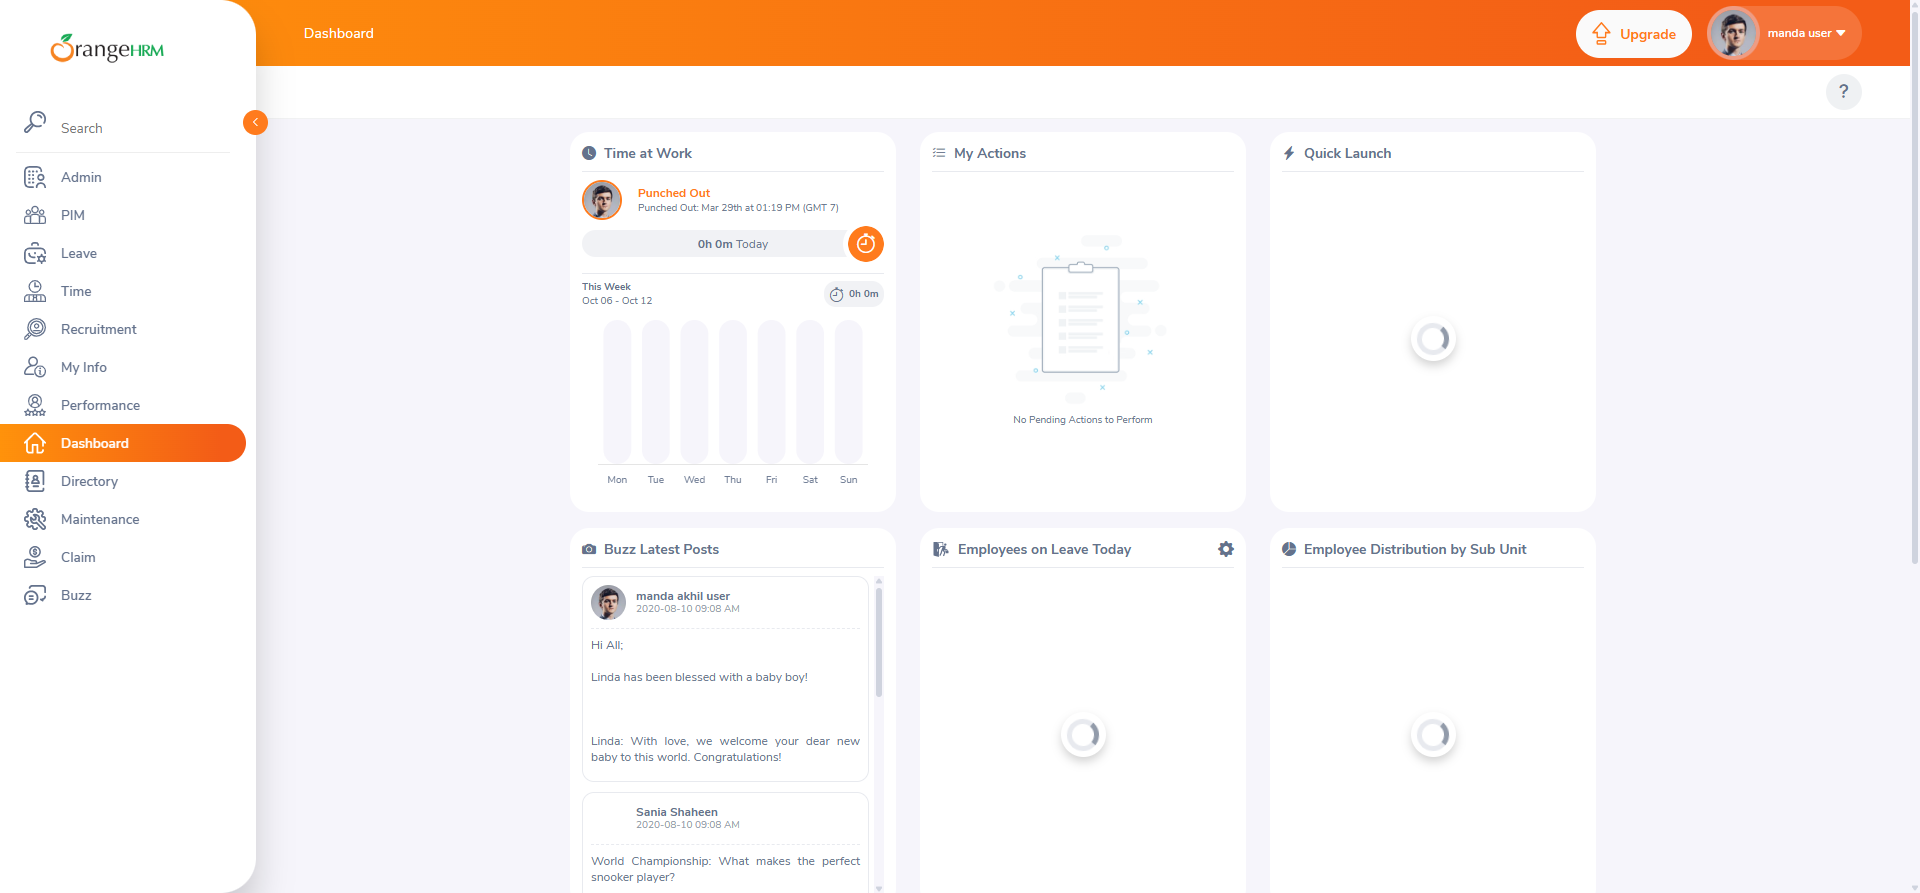 OrangeHRM
Dashboard
Upgrade
manda user
?
Search
Admin
PIM
Leave
Time
Recruitment
My Info
Performance
Dashboard
Directory
Maintenance
Claim
Buzz
Time at Work
Punched Out
Punched Out: Mar 29th at 01:19 PM (GMT 7)
0h 0m Today
This Week
Oct 06 - Oct 12
0h 0m
Mon Tue Wed Thu Fri Sat Sun
My Actions
No Pending Actions to Perform
Quick Launch
Buzz Latest Posts
manda akhil user
2020-08-10 09:08 AM
Hi All;
Linda has been blessed with a baby boy!
Linda: With love, we welcome your dear new
baby to this world. Congratulations!
Sania Shaheen
2020-08-10 09:08 AM
World Championship: What makes the perfect
snooker player?
Employees on Leave Today
Employee Distribution by Sub Unit